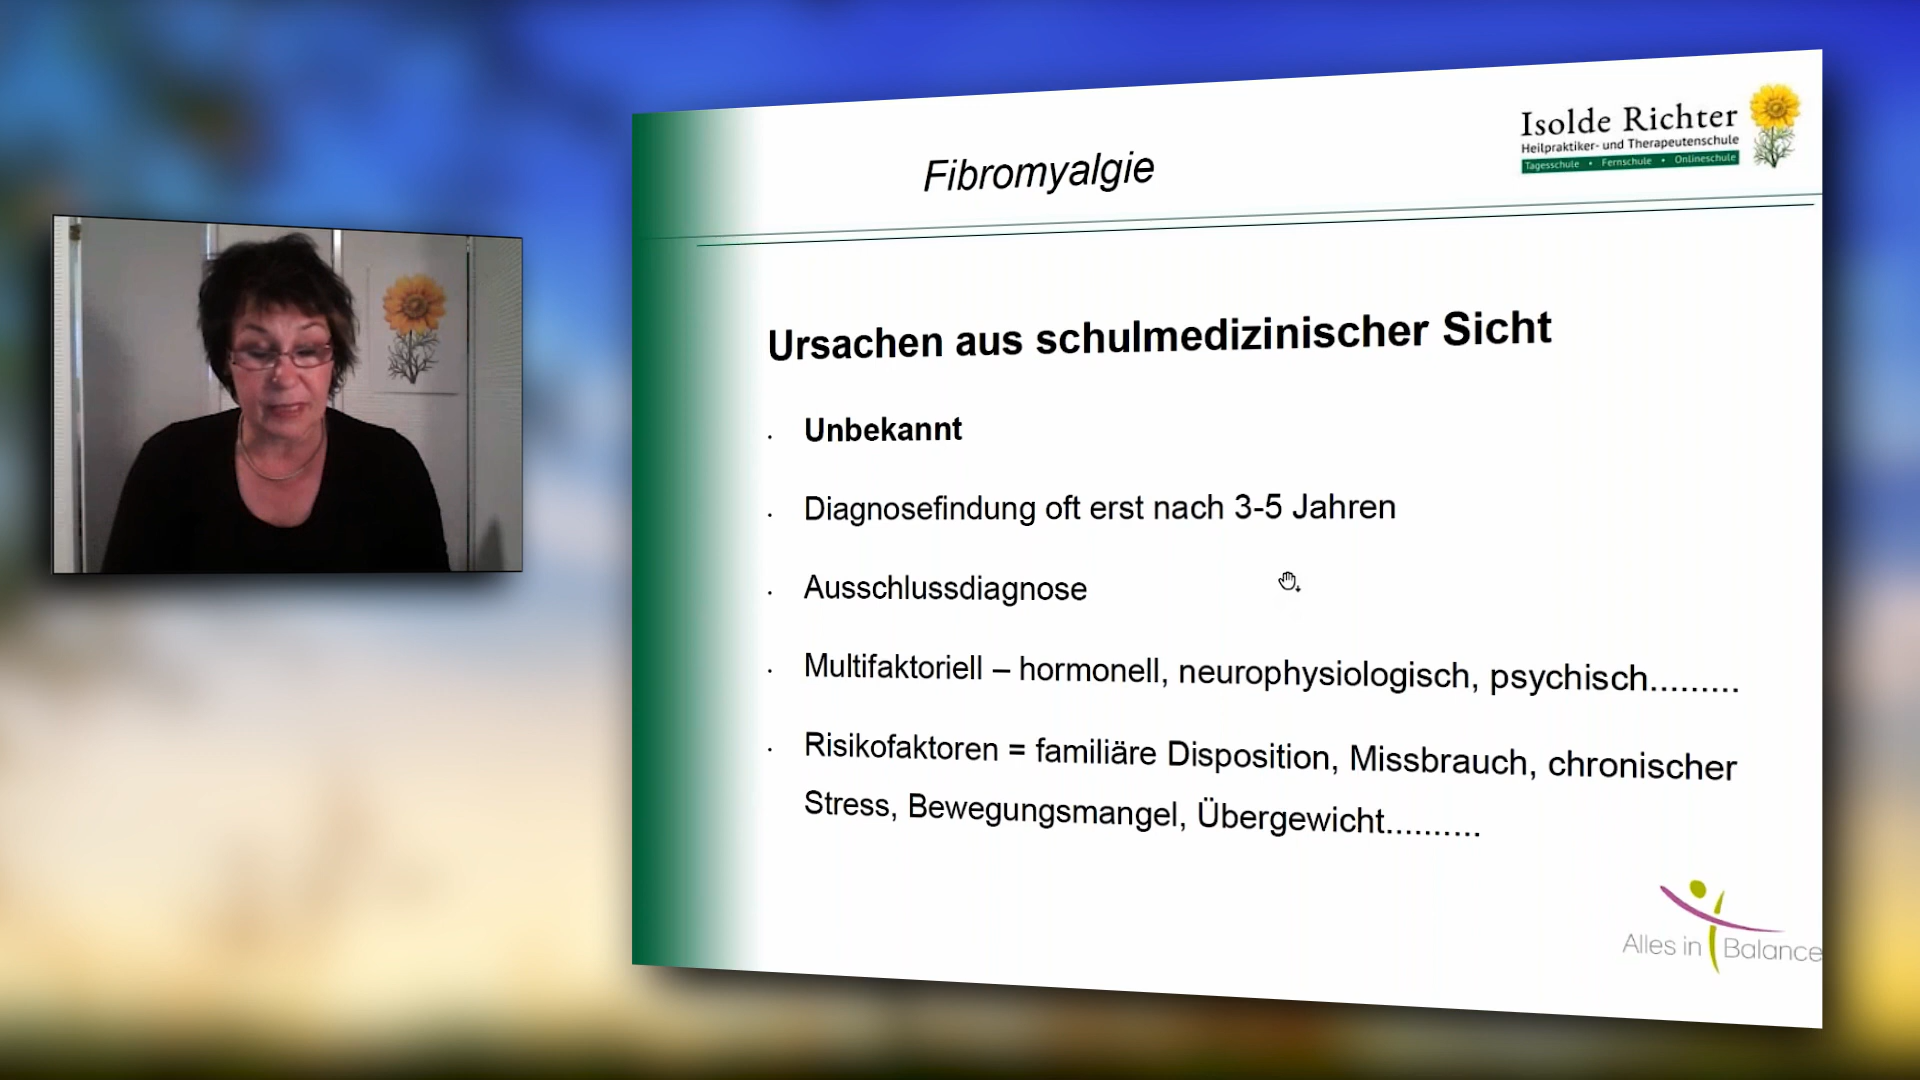 Fibromyalgie
Isolde Richter
Heilpraktiker- und Therapeutenschule
Tagesschule • Fernschule • Onlineschule
Ursachen aus schulmedizinischer Sicht
. Unbekannt
. Diagnosefindung oft erst nach 3-5 Jahren
. Ausschlussdiagnose
. Multifaktoriell – hormonell, neurophysiologisch, psychisch.........
. Risikofaktoren = familiäre Disposition, Missbrauch, chronischer
Stress, Bewegungsmangel, Übergewicht..........
Alles in Balance